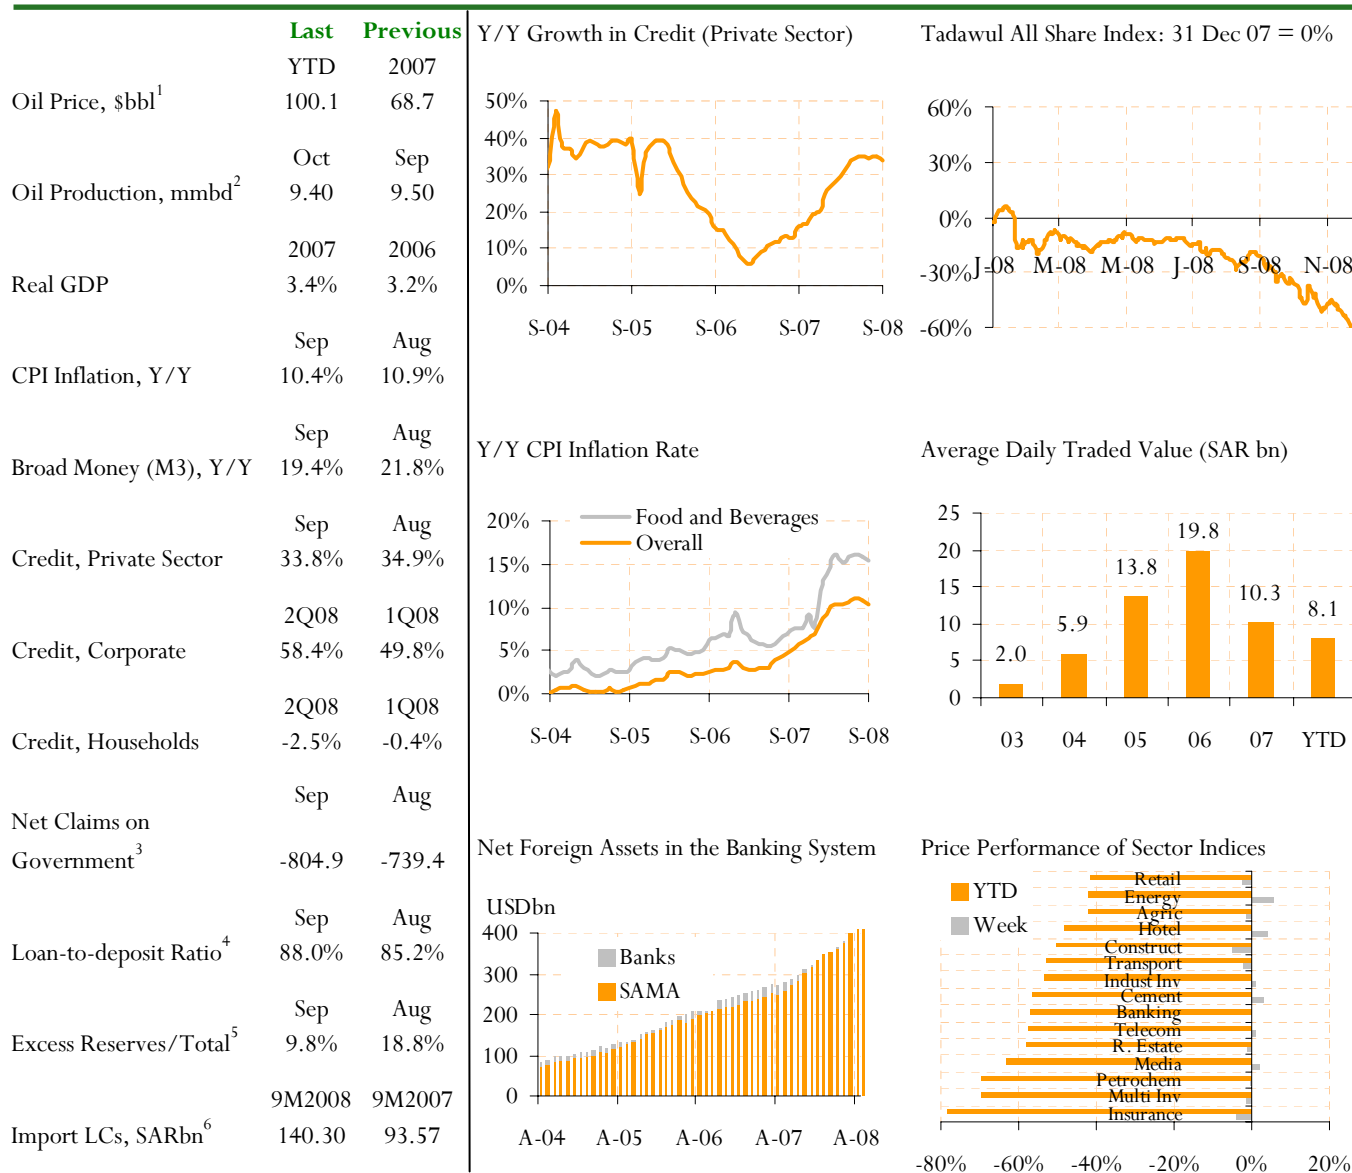 Last Previous
YTD 2007
Oil Price, $bbl1 100.1 68.7
Oct Sep
Oil Production, mmbd2 9.40 9.50
2007 2006
Real GDP 3.4% 3.2%
Sep Aug
CPI Inflation, Y/Y 10.4% 10.9%
Sep Aug
Broad Money (M3), Y/Y 19.4% 21.8%
Sep Aug
Credit, Private Sector 33.8% 34.9%
2Q08 1Q08
Credit, Corporate 58.4% 49.8%
2Q08 1Q08
Credit, Households -2.5% -0.4%
Sep Aug
Net Claims on
Government3 -804.9 -739.4
Sep Aug
Loan-to-deposit Ratio4 88.0% 85.2%
Sep Aug
Excess Reserves/Total5 9.8% 18.8%
9M2008 9M2007
Import LCs, SARbn6 140.30 93.57
Y/Y Growth in Credit (Private Sector)
50%
40%
30%
20%
10%
0%
S-04 S-05 S-06 S-07 S-08
Tadawul All Share Index: 31 Dec 07 = 0%
60%
30%
0%
-30%
-60%
J-08 M-08 M-08 J-08 S-08 N-08
Y/Y CPI Inflation Rate
Food and Beverages
Overall
20%
15%
10%
5%
0%
S-04 S-05 S-06 S-07 S-08
Average Daily Traded Value (SAR bn)
25
20
15
10
5
0
2.0 5.9 13.8 19.8 10.3 8.1
03 04 05 06 07 YTD
Net Foreign Assets in the Banking System
USDbn
Banks
SAMA
400
300
200
100
0
A-04 A-05 A-06 A-07 A-08
Price Performance of Sector Indices
YTD
Week
Retail
Energy
Agric
Hotel
Construct
Transport
Indust Inv
Cement
Banking
Telecom
R. Estate
Media
Petrochem
Multi Inv
Insurance
-80% -60% -40% -20% 0% 20%